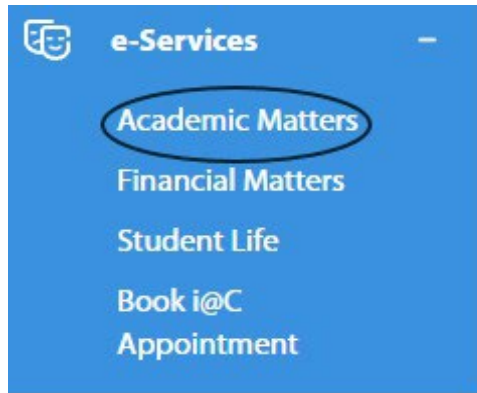 e-Services
Academic Matters
Financial Matters
Student Life
Book i@C
Appointment